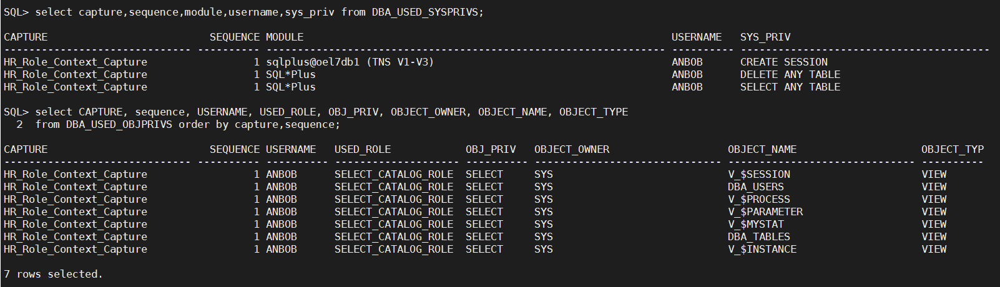 SQL> select capture,sequence,module,username,sys_priv from DBA_USED_SYSPRIVS;
CAPTURE                          SEQUENCE MODULE                                                           USERNAME   SYS_PRIV
------------------------------ ---------- ---------------------------------------------------------------- ---------- ----------------------------------------
HR_Role_Context_Capture                 1 sqlplus@oel7db1 (TNS V1-V3)                                      ANBOB      CREATE SESSION
HR_Role_Context_Capture                 1 SQL*Plus                                                         ANBOB      DELETE ANY TABLE
HR_Role_Context_Capture                 1 SQL*Plus                                                         ANBOB      SELECT ANY TABLE
SQL> select CAPTURE, sequence, USERNAME, USED_ROLE, OBJ_PRIV, OBJECT_OWNER, OBJECT_NAME, OBJECT_TYPE
  2  from DBA_USED_OBJPRIVS order by capture,sequence;
CAPTURE                          SEQUENCE USERNAME   USED_ROLE            OBJ_PRIV   OBJECT_OWNER                   OBJECT_NAME                    OBJECT_TYP
------------------------------ ---------- ---------- -------------------- ---------- ------------------------------ ------------------------------ ----------
HR_Role_Context_Capture                 1 ANBOB      SELECT_CATALOG_ROLE  SELECT     SYS                            V_$SESSION                     VIEW
HR_Role_Context_Capture                 1 ANBOB      SELECT_CATALOG_ROLE  SELECT     SYS                            DBA_USERS                      VIEW
HR_Role_Context_Capture                 1 ANBOB      SELECT_CATALOG_ROLE  SELECT     SYS                            V_$PROCESS                     VIEW
HR_Role_Context_Capture                 1 ANBOB      SELECT_CATALOG_ROLE  SELECT     SYS                            V_$PARAMETER                   VIEW
HR_Role_Context_Capture                 1 ANBOB      SELECT_CATALOG_ROLE  SELECT     SYS                            V_$MYSTAT                      VIEW
HR_Role_Context_Capture                 1 ANBOB      SELECT_CATALOG_ROLE  SELECT     SYS                            DBA_TABLES                     VIEW
HR_Role_Context_Capture                 1 ANBOB      SELECT_CATALOG_ROLE  SELECT     SYS                            V_$INSTANCE                    VIEW
7 rows selected.